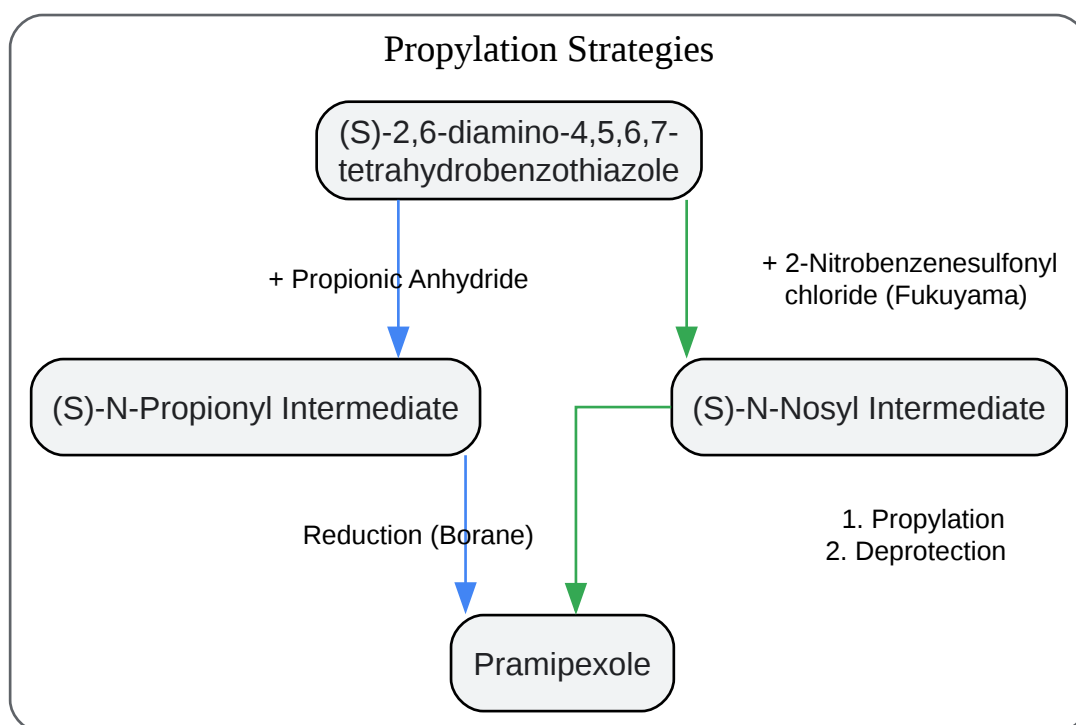 Propylation Strategies
(S)-2,6-diamino-4,5,6,7-
tetrahydrobenzothiazole
+ Propionic Anhydride
+ 2-Nitrobenzenesulfonyl
chloride (Fukuyama)
(S)-N-Propionyl Intermediate
(S)-N-Nosyl Intermediate
Reduction (Borane)
1. Propylation
2. Deprotection
Pramipexole